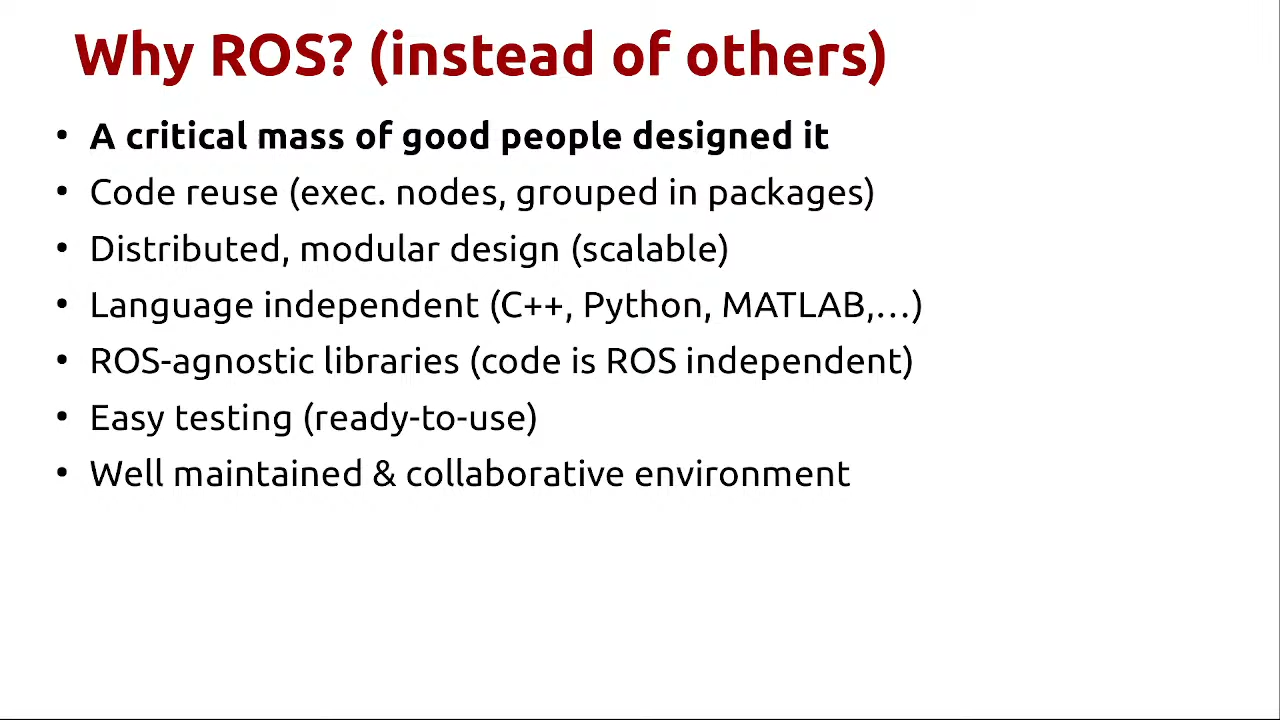 Why ROS? (instead of others)
• A critical mass of good people designed it
• Code reuse (exec. nodes, grouped in packages)
• Distributed, modular design (scalable)
• Language independent (C++, Python, MATLAB,…)
• ROS-agnostic libraries (code is ROS independent)
• Easy testing (ready-to-use)
• Well maintained & collaborative environment